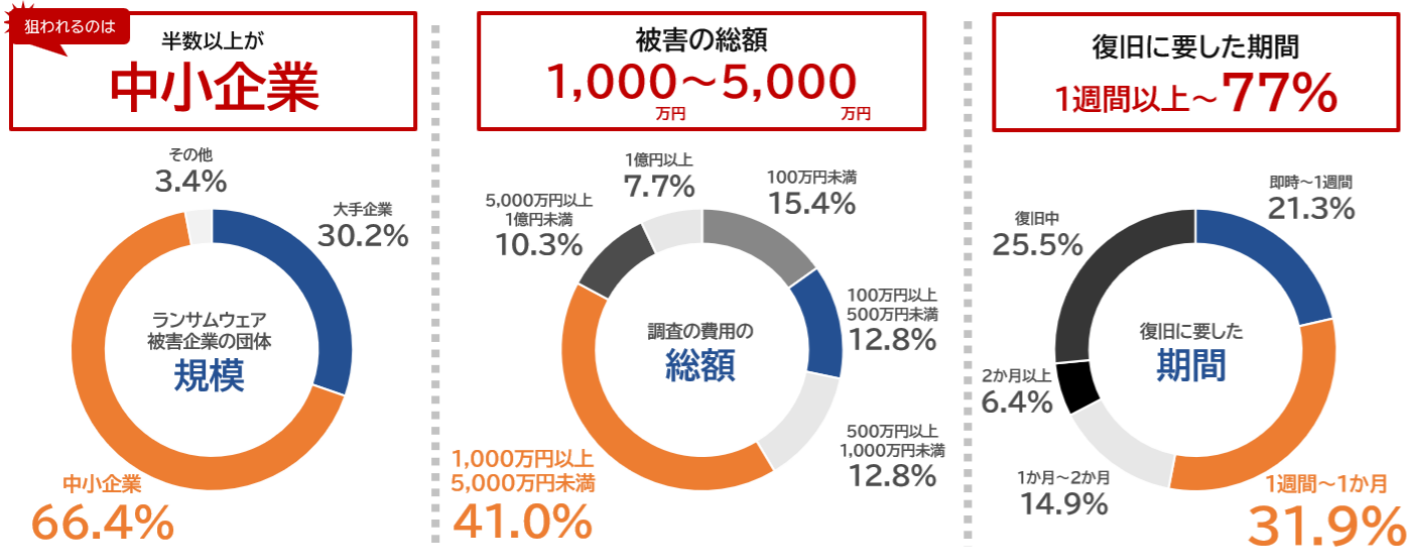 狙われるのは
半数以上が
中小企業
その他
3.4%
大手企業
30.2%
ランサムウェア
被害企業の団体
規模
中小企業
66.4%
被害の総額
1,000~5,000
万円 万円
1億円以上
7.7%
100万円未満
15.4%
5,000万円以上
1億円未満
10.3%
100万円以上
500万円未満
12.8%
調査の費用の
総額
500万円以上
1,000万円未満
12.8%
1,000万円以上
5,000万円未満
41.0%
復旧に要した期間
1週間以上~77%
即時~1週間
21.3%
復旧中
25.5%
復旧に要した
期間
2か月以上
6.4%
1か月~2か月
14.9%
1週間~1か月
31.9%